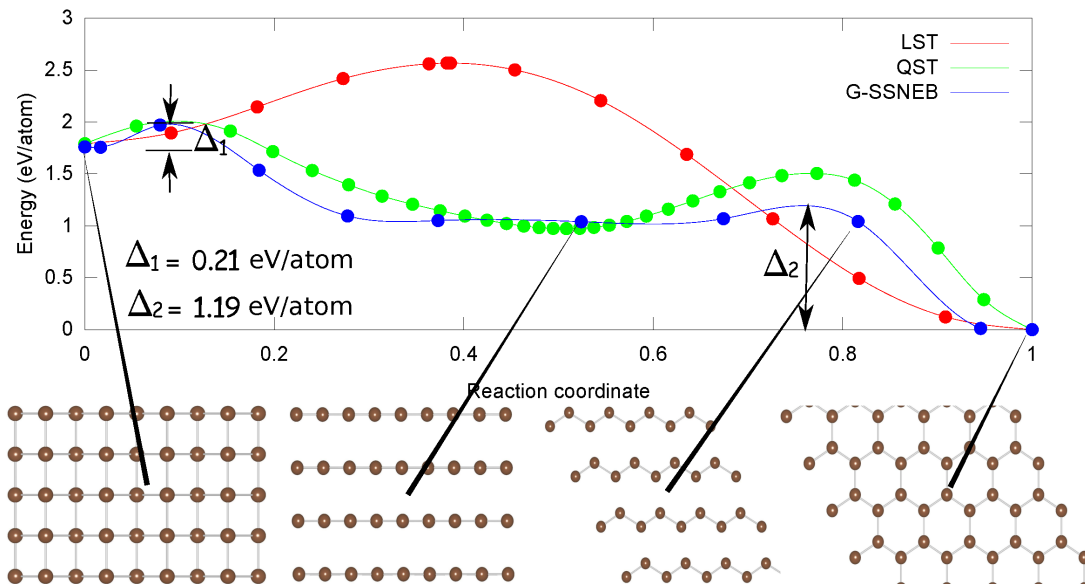 3
2.5
2
1.5
1
0.5
0
Energy (eV/atom)
LST
QST
G-SSNEB
Δ1
Δ1 = 0.21 eV/atom
Δ2 = 1.19 eV/atom
Δ2
0
0.2
0.4
0.6
0.8
1
Reaction coordinate